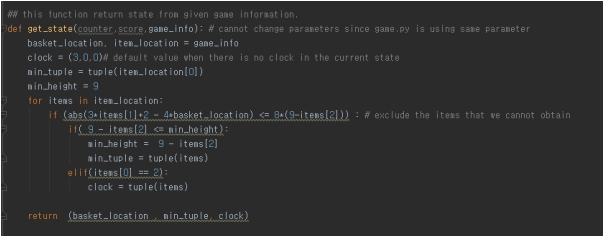 ## this function return state from given game information.
def get_state(counter,score,game_info): # cannot change parameters since game.py is using same parameter
    basket_location, item_location = game_info
    clock = (3,0,0)# default value when there is no clock in the current state
    min_tuple = tuple(item_location[0])
    min_height = 9
    for items in item_location:
        if (abs(3*items[1]+2 - 4*basket_location) <= 8*(9-items[2])) : # exclude the items that we cannot obtain
            if( 9 - items[2] <= min_height):
                min_height =  9 - items[2]
                min_tuple = tuple(items)
            elif(items[0] == 2):
                clock = tuple(items)
    return  (basket_location , min_tuple, clock)